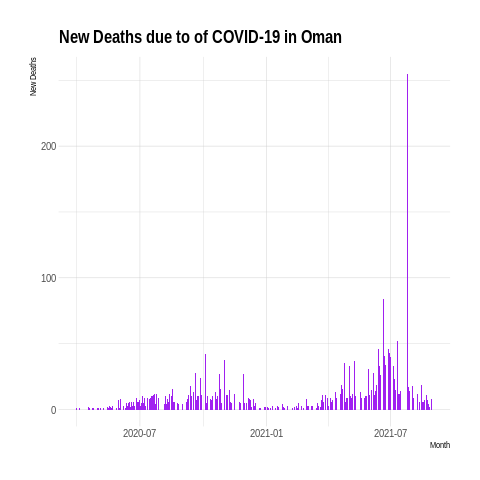 New Deaths due to of COVID-19 in Oman
New Deaths
200
100
0
2020-07
2021-01
2021-07
Month